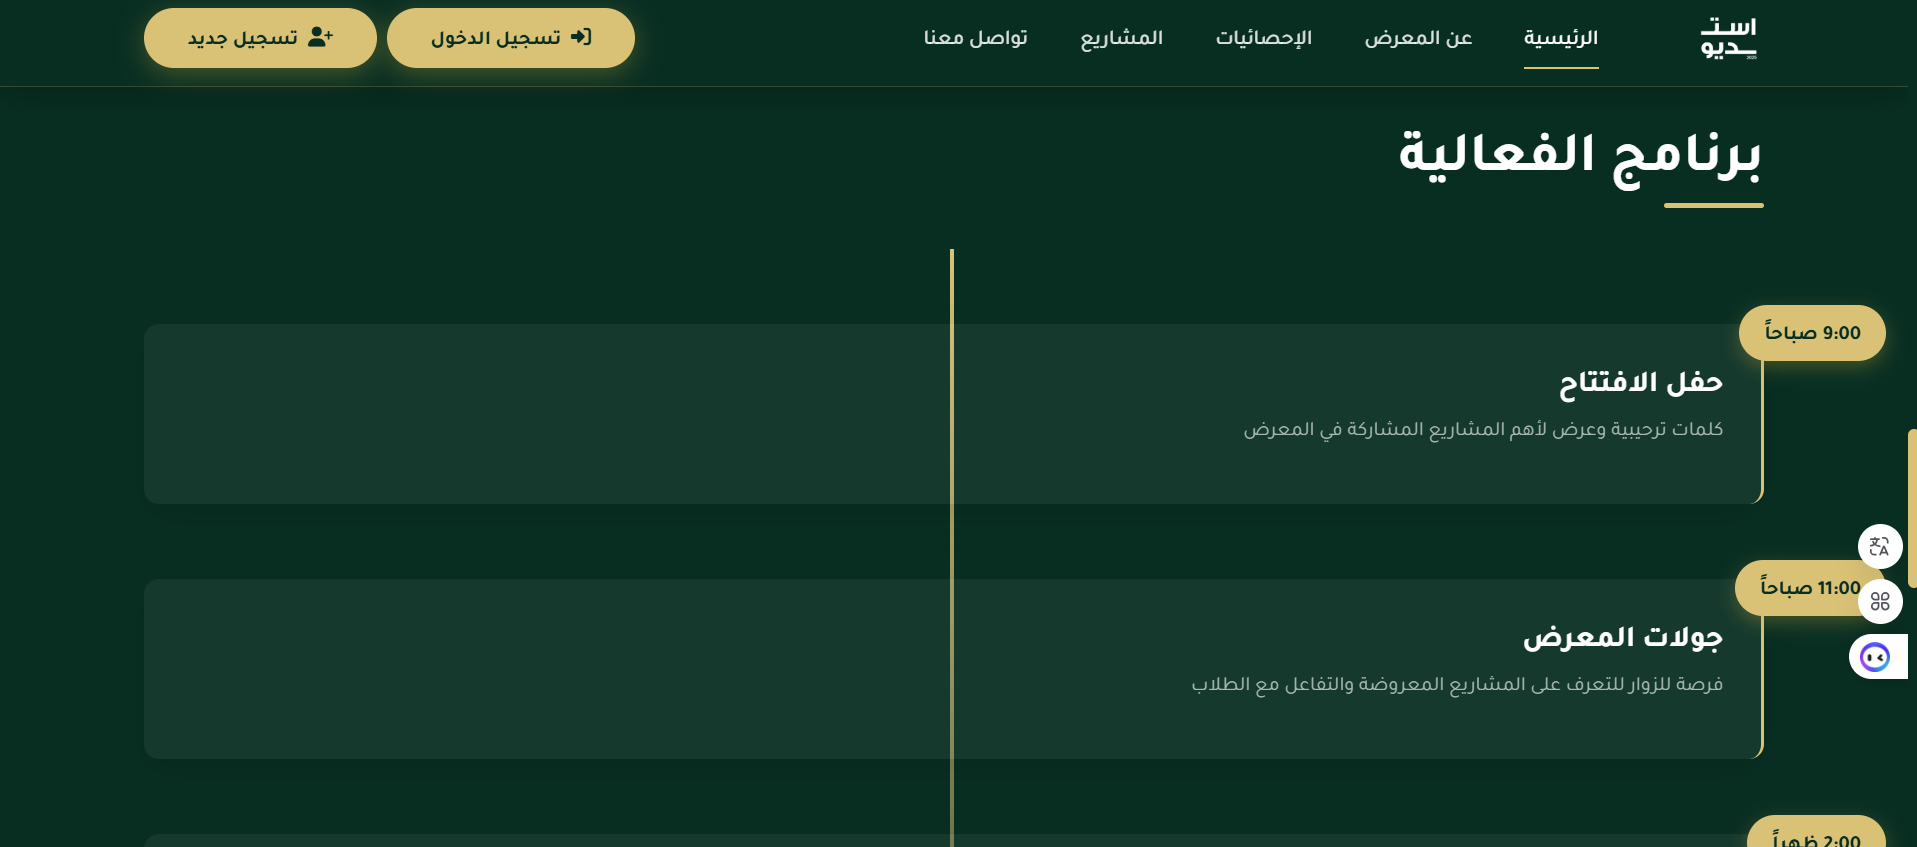 استـ
ـديو
2025
الرئيسية
عن المعرض
الإحصائيات
المشاريع
تواصل معنا
تسجيل الدخول
تسجيل جديد
برنامج الفعالية
9:00 صباحاً
حفل الافتتاح
كلمات ترحيبية وعرض لأهم المشاريع المشاركة في المعرض
11:00 صباحاً
جولات المعرض
فرصة للزوار للتعرف على المشاريع المعروضة والتفاعل مع الطلاب
2:00 ظهراً